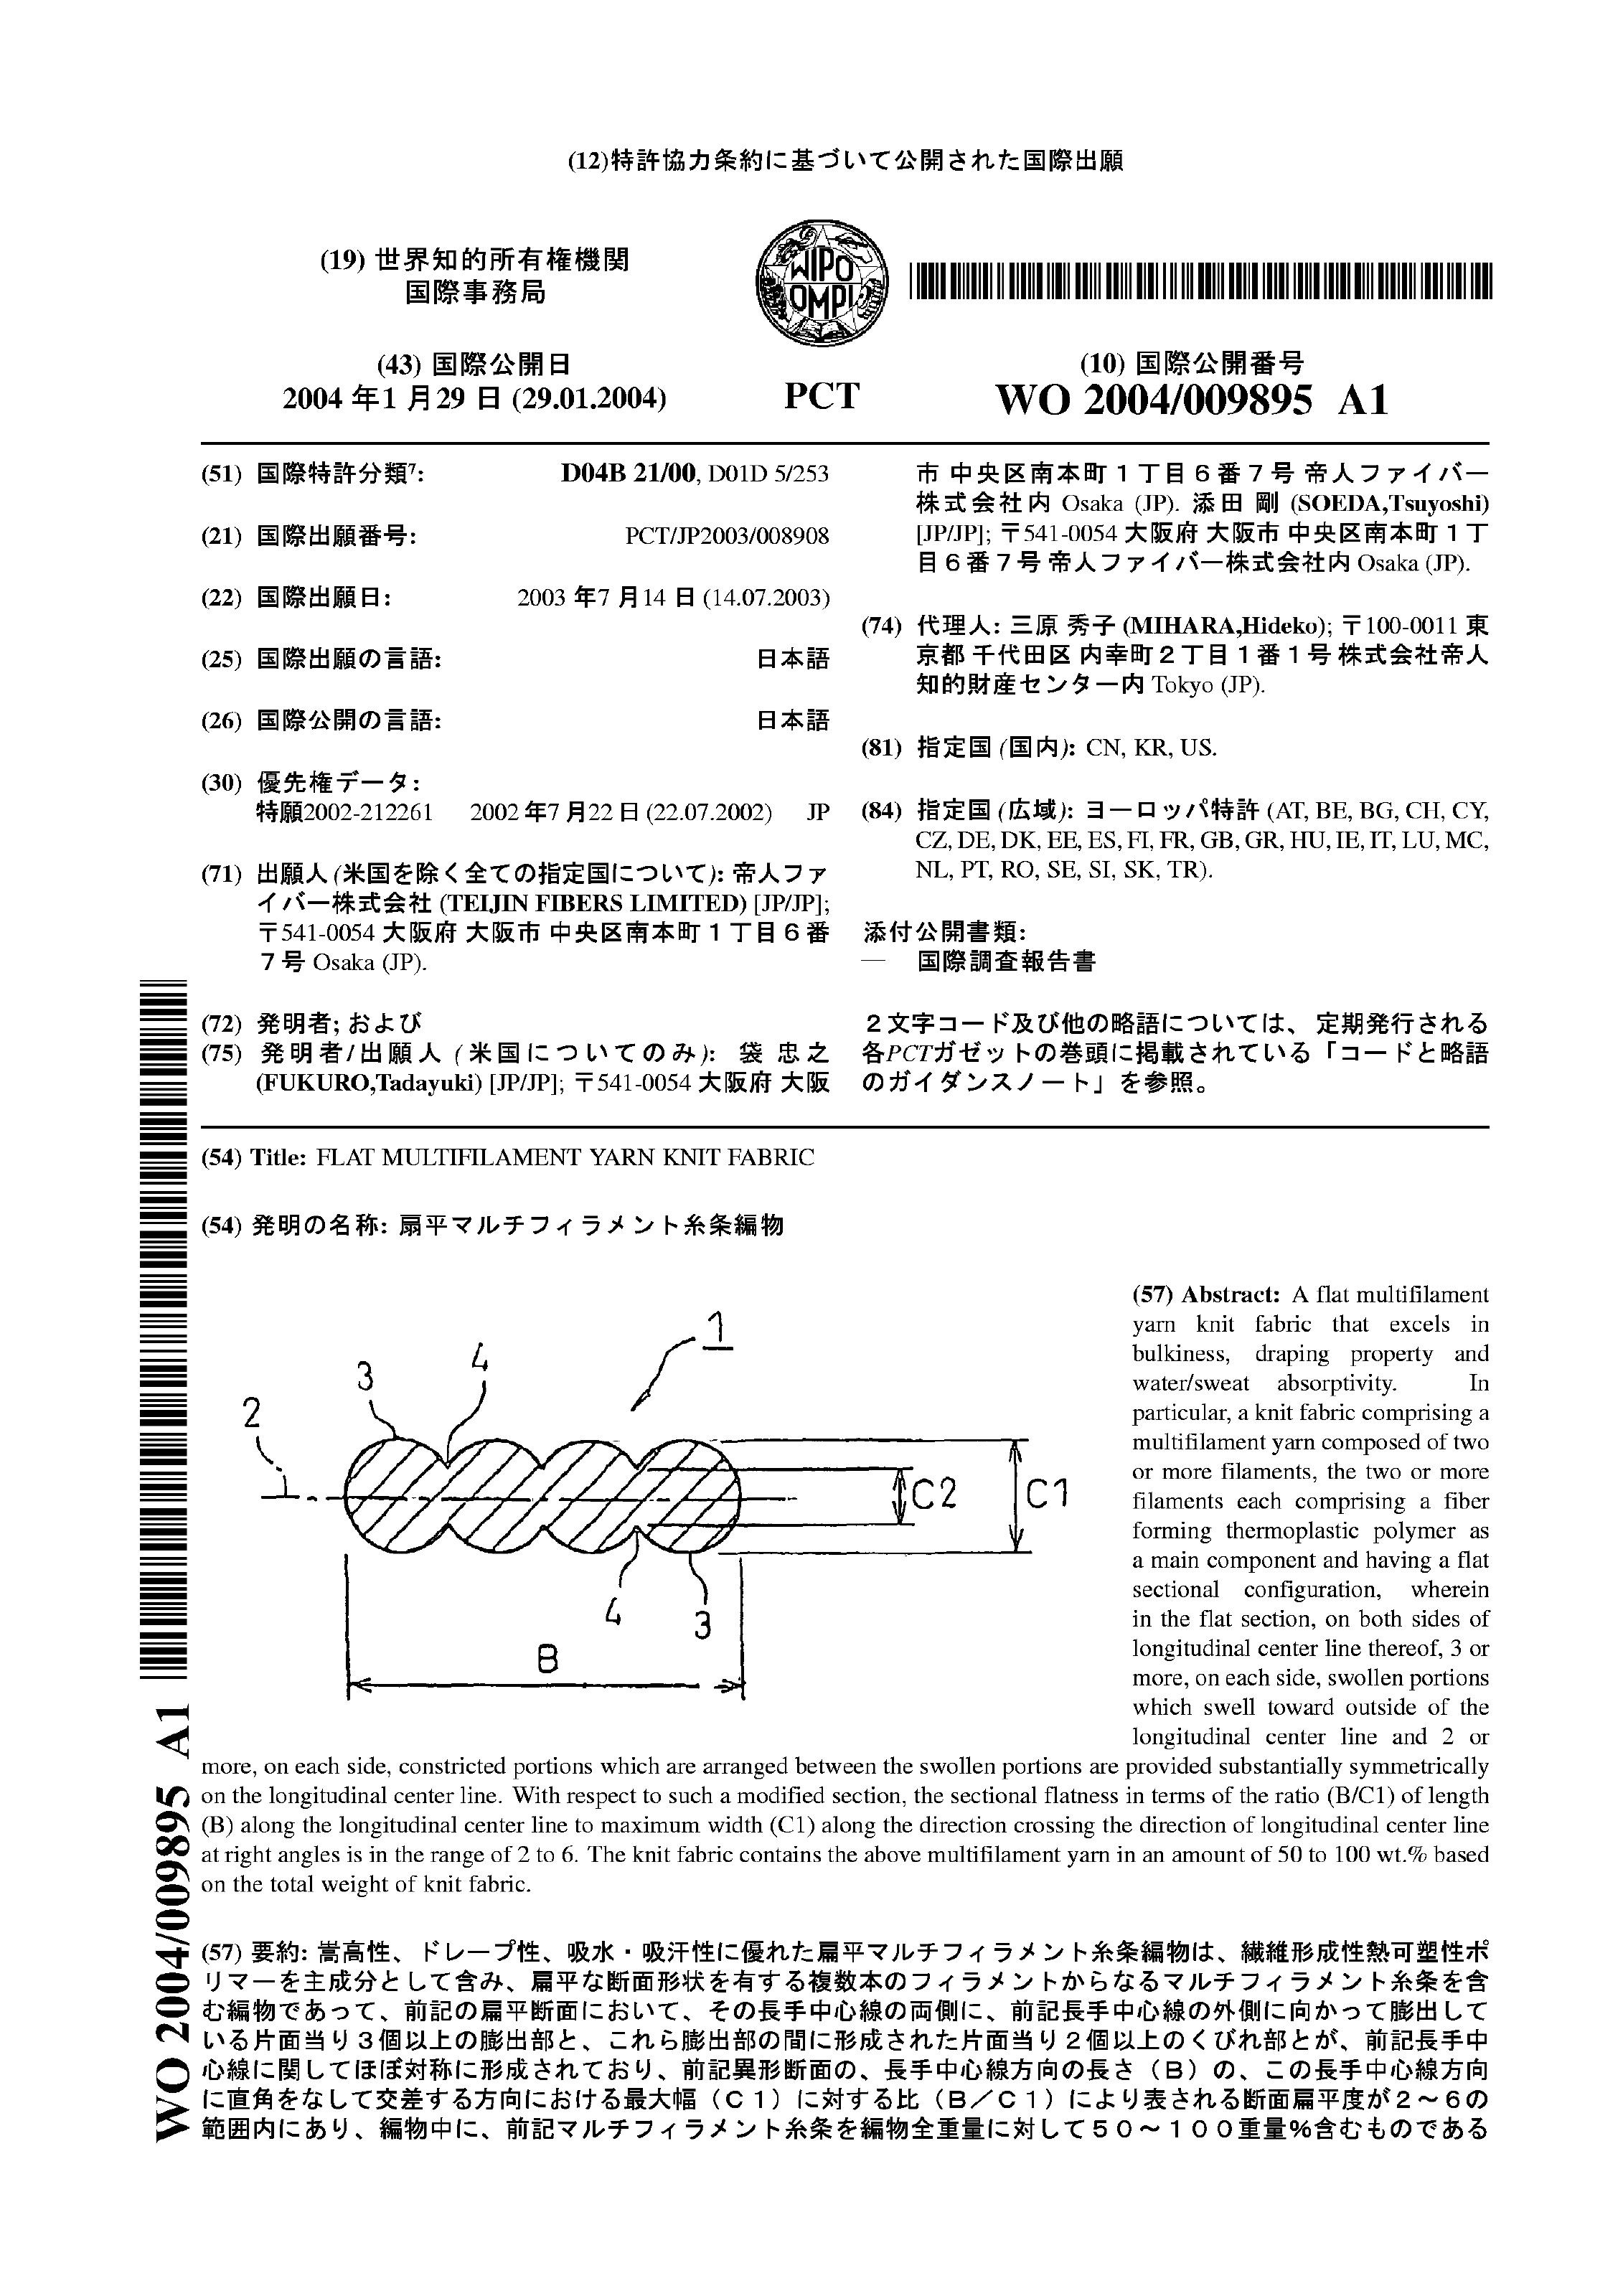 (12)特許協力条約に基づいて公開された国際出願
(19) 世界知的所有権機関
国際事務局
WIPO
OMPI
(43) 国際公開日
2004 年1 月29 日 (29.01.2004)
PCT
(10) 国際公開番号
WO 2004/009895 A1
(51) 国際特許分類7: D04B 21/00, D01D 5/253
(21) 国際出願番号: PCT/JP2003/008908
(22) 国際出願日: 2003 年7 月14 日 (14.07.2003)
(25) 国際出願の言語: 日本語
(26) 国際公開の言語: 日本語
(30) 優先権データ:
特願2002-212261 2002 年7 月22 日 (22.07.2002) JP
(71) 出願人 (米国を除く全ての指定国について): 帝人ファ
イバー株式会社 (TEIJIN FIBERS LIMITED) [JP/JP];
〒541-0054 大阪府 大阪市 中央区南本町1丁目6番
7号 Osaka (JP).
(72) 発明者; および
(75) 発明者/出願人 (米国についてのみ): 袋 忠之
(FUKURO,Tadayuki) [JP/JP]; 〒541-0054 大阪府 大阪
市 中央区南本町1丁目6番7号 帝人ファイバー
株式会社内 Osaka (JP). 添田 剛 (SOEDA,Tsuyoshi)
[JP/JP]; 〒541-0054 大阪府 大阪市 中央区南本町1丁
目6番7号 帝人ファイバー株式会社内 Osaka (JP).
(74) 代理人: 三原 秀子 (MIHARA,Hideko); 〒100-0011 東
京都 千代田区 内幸町2丁目1番1号 株式会社帝人
知的財産センター内 Tokyo (JP).
(81) 指定国 (国内): CN, KR, US.
(84) 指定国 (広域): ヨーロッパ特許 (AT, BE, BG, CH, CY,
CZ, DE, DK, EE, ES, FI, FR, GB, GR, HU, IE, IT, LU, MC,
NL, PT, RO, SE, SI, SK, TR).
添付公開書類:
— 国際調査報告書
2文字コード及び他の略語については、定期発行される
各PCTガゼットの巻頭に掲載されている「コードと略語
のガイダンスノート」を参照。
(54) Title: FLAT MULTIFILAMENT YARN KNIT FABRIC
(54) 発明の名称: 扁平マルチフィラメント糸条編物
1
4
3
2
C2
C1
4
3
B
(57) Abstract: A flat multifilament
yarn knit fabric that excels in
bulkiness, draping property and
water/sweat absorptivity. In
particular, a knit fabric comprising a
multifilament yarn composed of two
or more filaments, the two or more
filaments each comprising a fiber
forming thermoplastic polymer as
a main component and having a flat
sectional configuration, wherein
in the flat section, on both sides of
longitudinal center line thereof, 3 or
more, on each side, swollen portions
which swell toward outside of the
longitudinal center line and 2 or
more, on each side, constricted portions which are arranged between the swollen portions are provided substantially symmetrically
on the longitudinal center line. With respect to such a modified section, the sectional flatness in terms of the ratio (B/C1) of length
(B) along the longitudinal center line to maximum width (C1) along the direction crossing the direction of longitudinal center line
at right angles is in the range of 2 to 6. The knit fabric contains the above multifilament yarn in an amount of 50 to 100 wt.% based
on the total weight of knit fabric.
(57) 要約: 嵩高性、ドレープ性、吸水・吸汗性に優れた扁平マルチフィラメント糸条編物は、繊維形成性熱可塑性ポ
リマーを主成分として含み、扁平な断面形状を有する複数本のフィラメントからなるマルチフィラメント糸条を含
む編物であって、前記の扁平断面において、その長手中心線の両側に、前記長手中心線の外側に向かって膨出して
いる片面当り3個以上の膨出部と、これら膨出部の間に形成された片面当り2個以上のくびれ部とが、前記長手中
心線に関してほぼ対称に形成されており、前記異形断面の、長手中心線方向の長さ(B)の、この長手中心線方向
に直角をなして交差する方向における最大幅(C1)に対する比(B/C1)により表される断面扁平度が2~6の
範囲内にあり、編物中に、前記マルチフィラメント糸条を編物全重量に対して50~100重量%含むものである
WO 2004/009895 A1